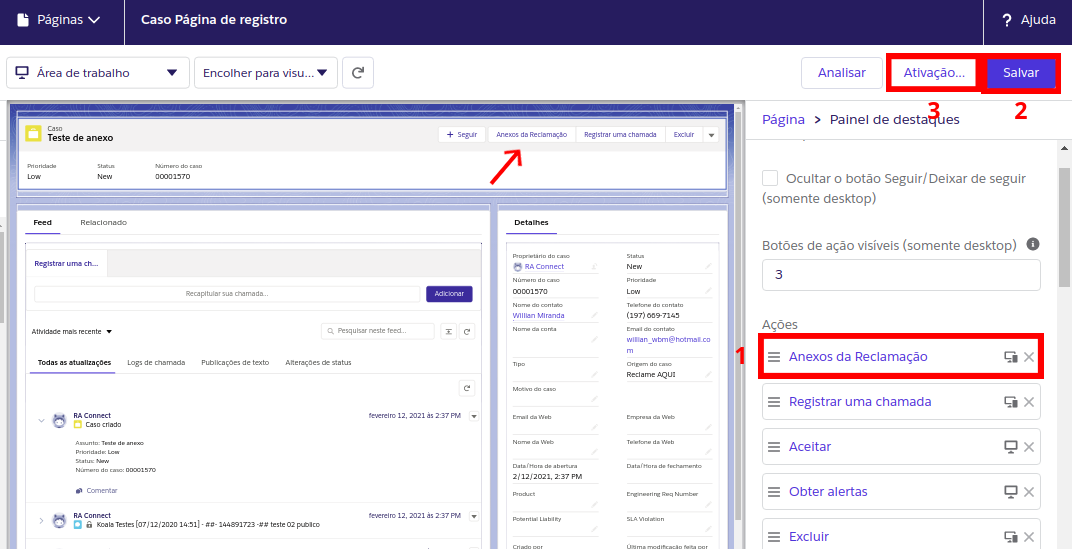 Páginas
Caso Página de registro
? Ajuda
Área de trabalho
Encolher para visu...
Analisar
Ativação...
Salvar
3
2
Página > Painel de destaques
Caso
Teste de anexo
+ Seguir
Anexos da Reclamação
Registrar uma chamada
Excluir
Prioridade
Low
Status
New
Número do caso
00001570
Feed
Relacionado
Registrar uma ch...
Recapitular sua chamada...
Adicionar
Atividade mais recente
Pesquisar neste feed...
Todas as atualizações
Logs de chamada
Publicações de texto
Alterações de status
RA Connect
fevereiro 12, 2021 às 2:37 PM
Caso criado
Assunto: Teste de anexo
Prioridade: Low
Status: New
Número do caso: 00001570
Comentar
RA Connect
fevereiro 12, 2021 às 2:37 PM
Koala Testes [07/12/2020 14:51] - ##- 144891723 -## teste 02 publico
Detalhes
Proprietário do caso
RA Connect
Status
New
Número do caso
00001570
Prioridade
Low
Nome do contato
Willian Miranda
Telefone do contato
(197) 669-7145
Nome da conta
Email do contato
willian_wbm@hotmail.co
m
Tipo
Origem do caso
Reclame AQUI
Motivo do caso
Email da Web
Empresa da Web
Nome da Web
Telefone da Web
Data/Hora de abertura
2/12/2021, 2:37 PM
Data/Hora de fechamento
Product
Engineering Req Number
Potential Liability
SLA Violation
Criado por
Última modificação feita por
Ocultar o botão Seguir/Deixar de seguir
(somente desktop)
Botões de ação visíveis (somente desktop)
3
Ações
1
Anexos da Reclamação
Registrar uma chamada
Aceitar
Obter alertas
Excluir